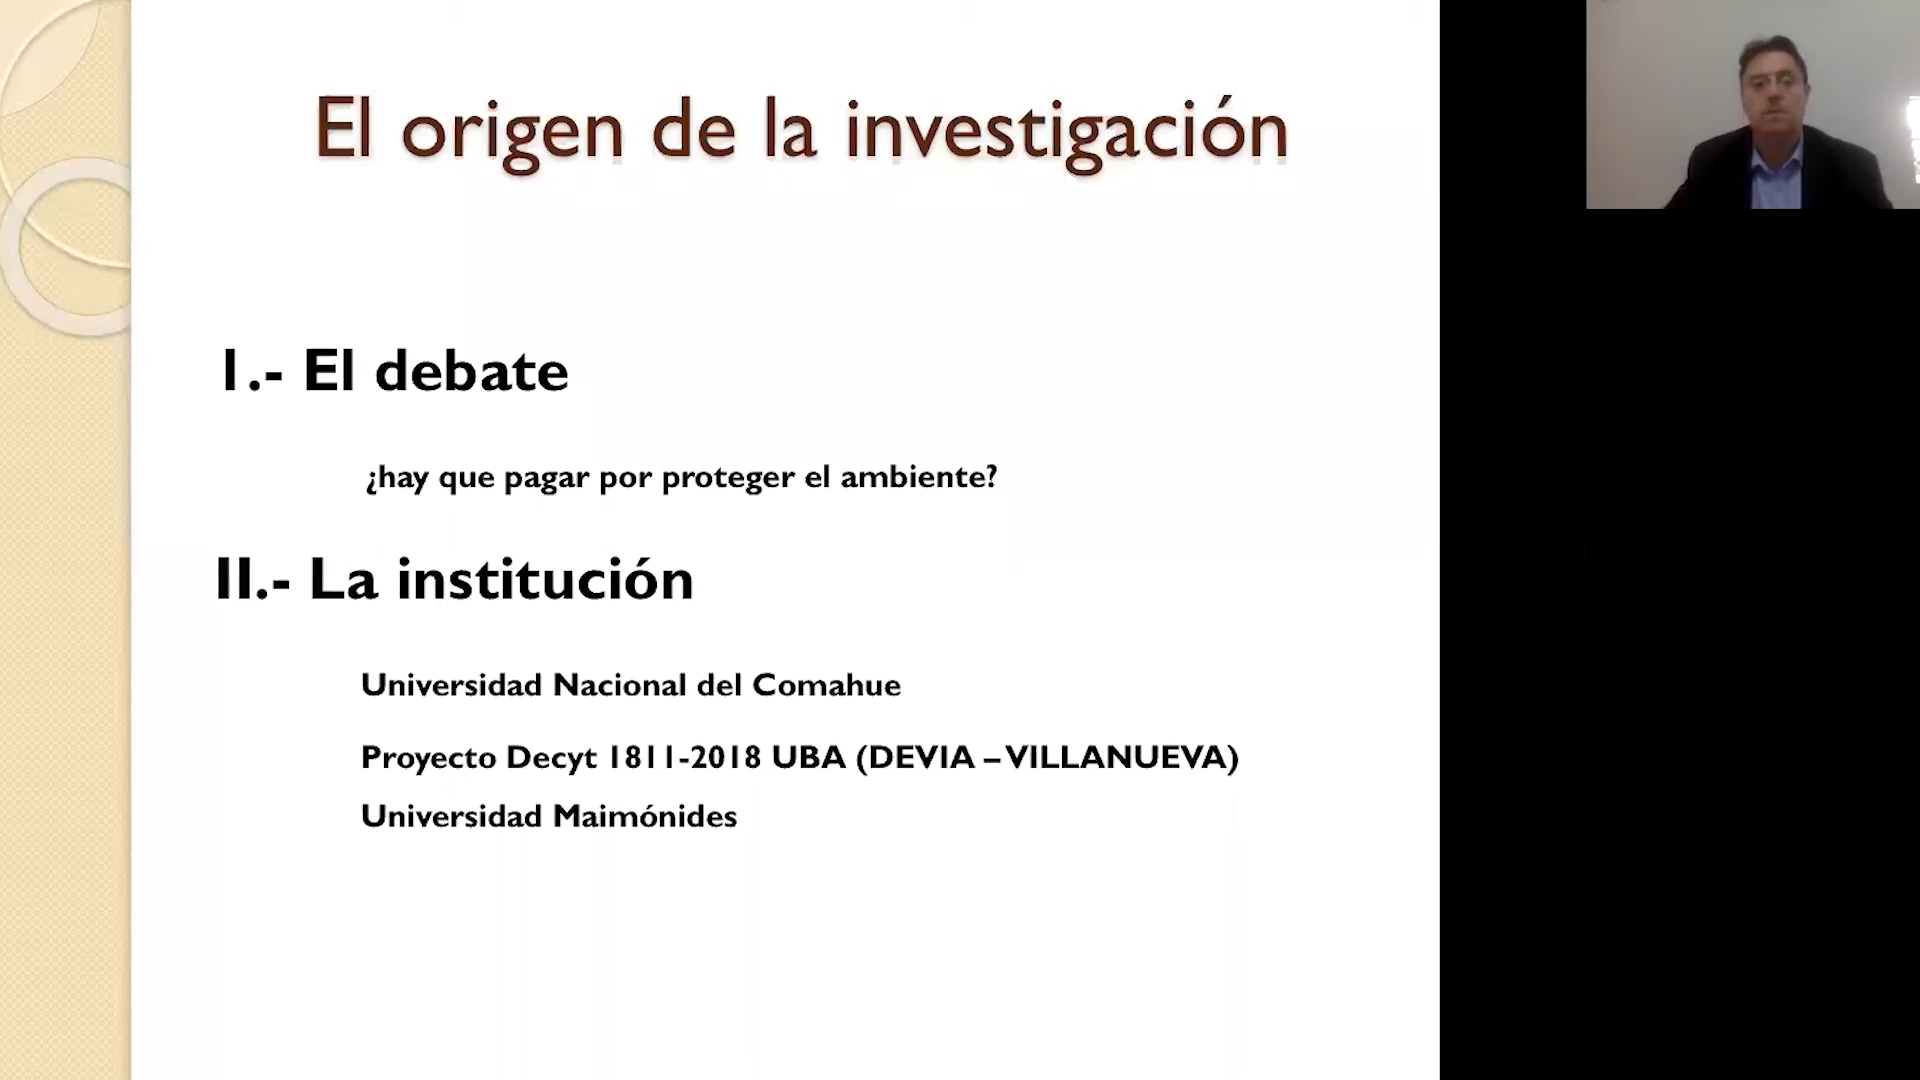 El origen de la investigación
I.- El debate
¿hay que pagar por proteger el ambiente?
II.- La institución
Universidad Nacional del Comahue
Proyecto Decyt 1811-2018 UBA (DEVIA – VILLANUEVA)
Universidad Maimónides